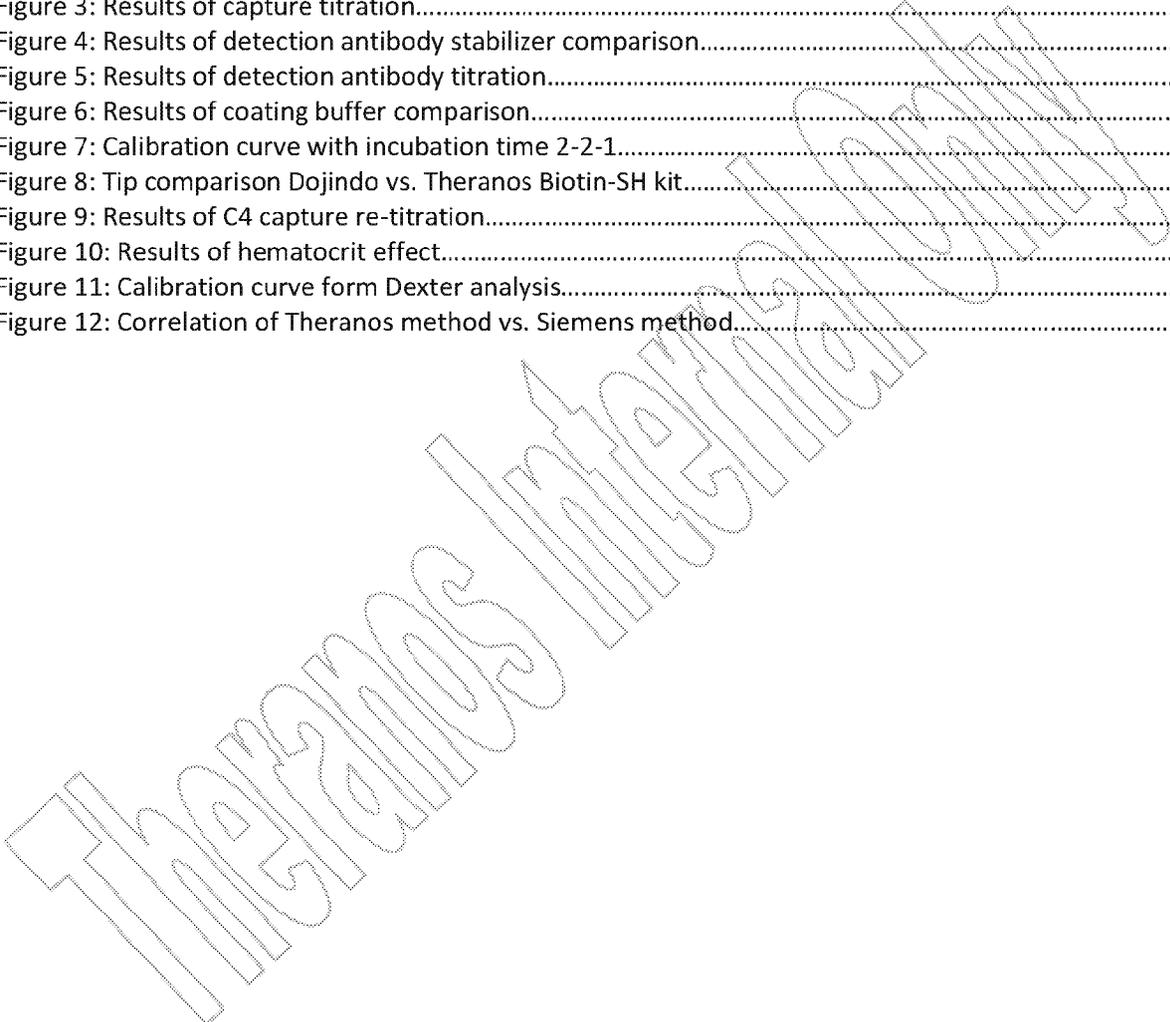 Figure 3: Results of capture titration
Figure 4: Results of detection antibody stabilizer comparison
Figure 5: Results of detection antibody titration
Figure 6: Results of coating buffer comparison
Figure 7: Calibration curve with incubation time 2-2-1
Figure 8: Tip comparison Dojindo vs. Theranos Biotin-SH kit
Figure 9: Results of C4 capture re-titration
Figure 10: Results of hematocrit effect
Figure 11: Calibration curve form Dexter analysis
Figure 12: Correlation of Theranos method vs. Siemens method
Theranos Internal Only